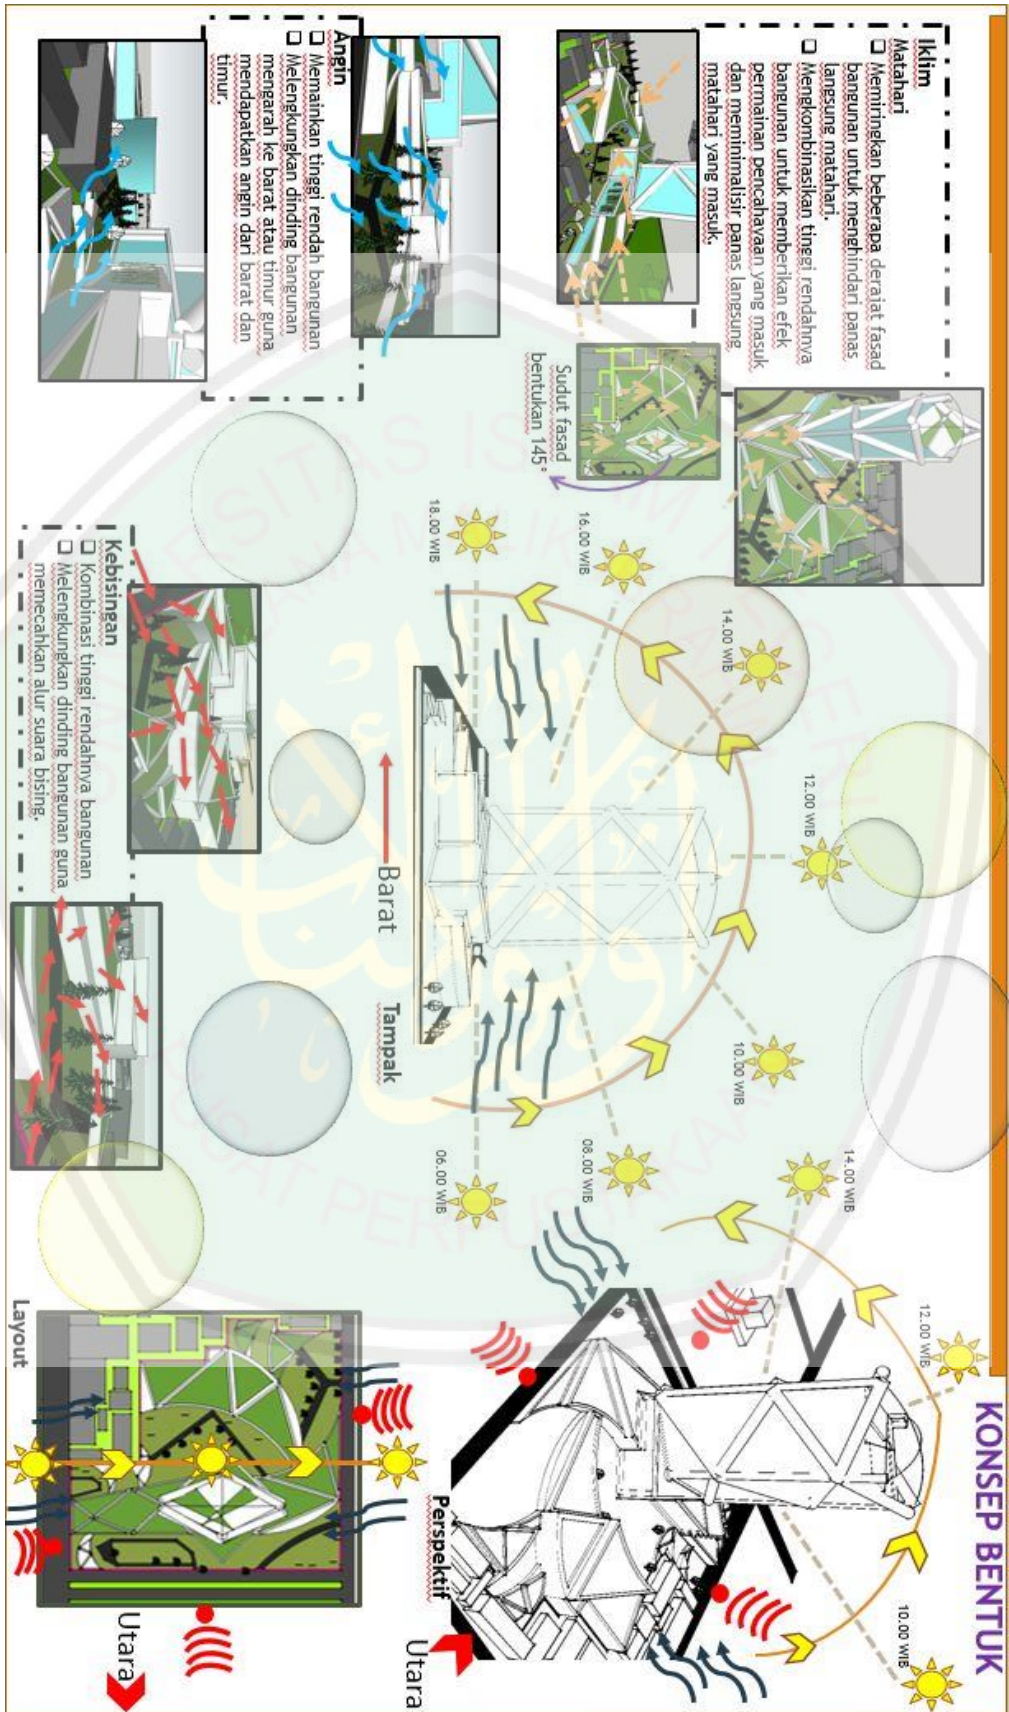 KONSEP BENTUK
Iklim
Matahari
❑ Memiringkan beberapa derajat fasad
bangunan untuk menghindari panas
langsung matahari.
❑ Mengkombinasikan tinggi rendahnya
bangunan untuk memberikan efek
permainan pencahayaan yang masuk
dan meminimalisir panas langsung
matahari yang masuk.
Sudut fasad
bentukan 145°
Angin
❑ Memainkan tinggi rendah bangunan
❑ Melengkungkan dinding bangunan
mengarah ke barat atau timur guna
mendapatkan angin dari barat dan
timur.
18.00 WIB
16.00 WIB
14.00 WIB
12.00 WIB
10.00 WIB
08.00 WIB
06.00 WIB
Barat
Tampak
Kebisingan
❑ Kombinasi tinggi rendahnya bangunan
❑ Melengkungkan dinding bangunan guna
memecahkan alur suara bising.
14.00 WIB
12.00 WIB
10.00 WIB
Perspektif
Utara
Layout
Utara